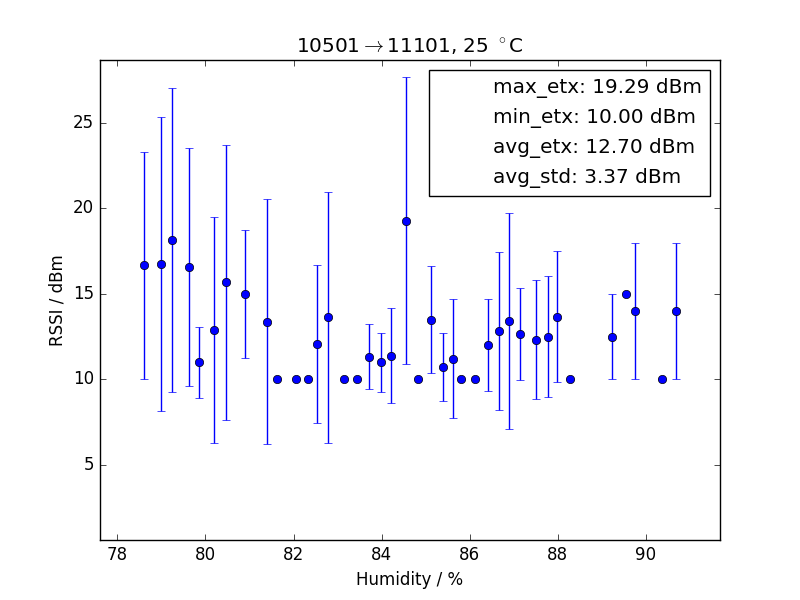 10501→11101, 25 °C
max_etx: 19.29 dBm
min_etx: 10.00 dBm
avg_etx: 12.70 dBm
avg_std: 3.37 dBm
RSSI / dBm
25
20
15
10
5
78 80 82 84 86 88 90
Humidity / %